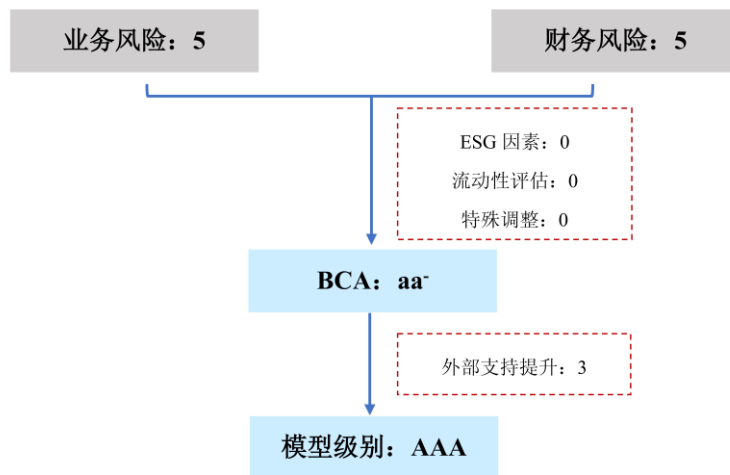 业务风险：5
财务风险：5
ESG 因素：0
流动性评估：0
特殊调整：0
BCA：aa-
外部支持提升：3
模型级别：AAA